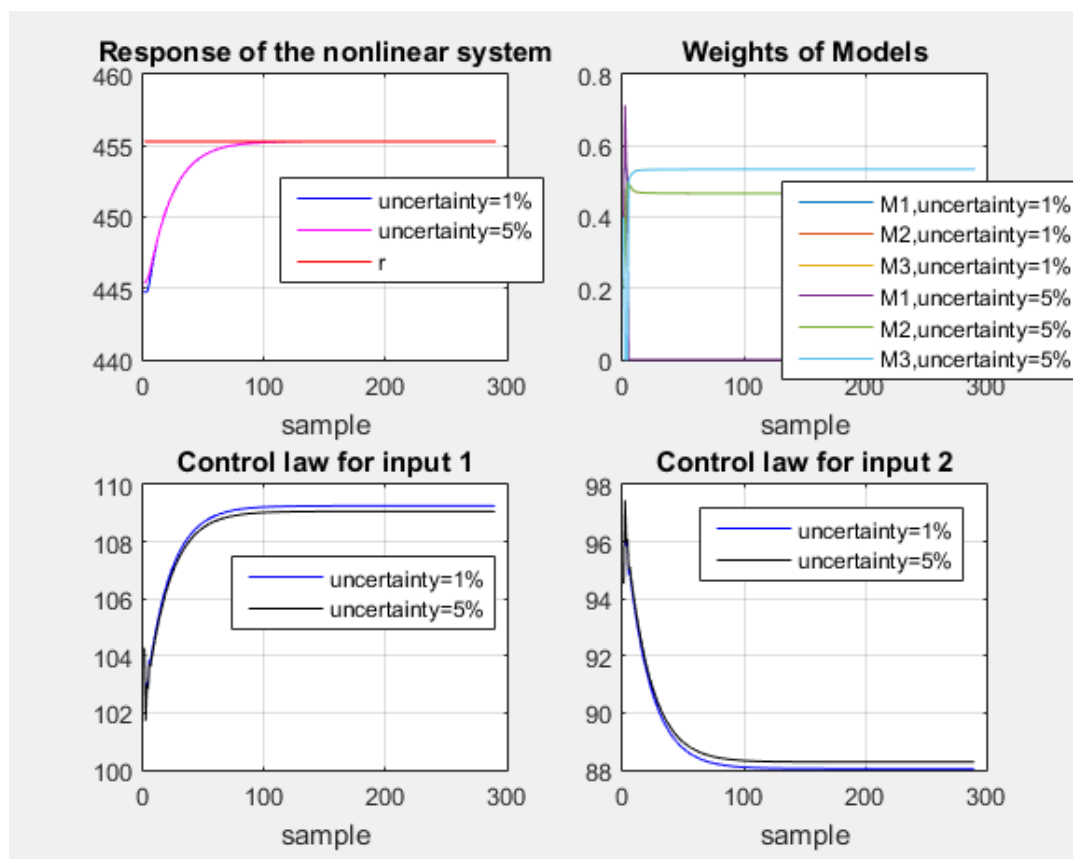 Response of the nonlinear system
460
455
450
445
440
0
100
200
300
sample
uncertainty=1%
uncertainty=5%
r
Weights of Models
0.8
0.6
0.4
0.2
0
0
100
200
300
sample
M1,uncertainty=1%
M2,uncertainty=1%
M3,uncertainty=1%
M1,uncertainty=5%
M2,uncertainty=5%
M3,uncertainty=5%
Control law for input 1
110
108
106
104
102
100
0
100
200
300
sample
uncertainty=1%
uncertainty=5%
Control law for input 2
98
96
94
92
90
88
0
100
200
300
sample
uncertainty=1%
uncertainty=5%